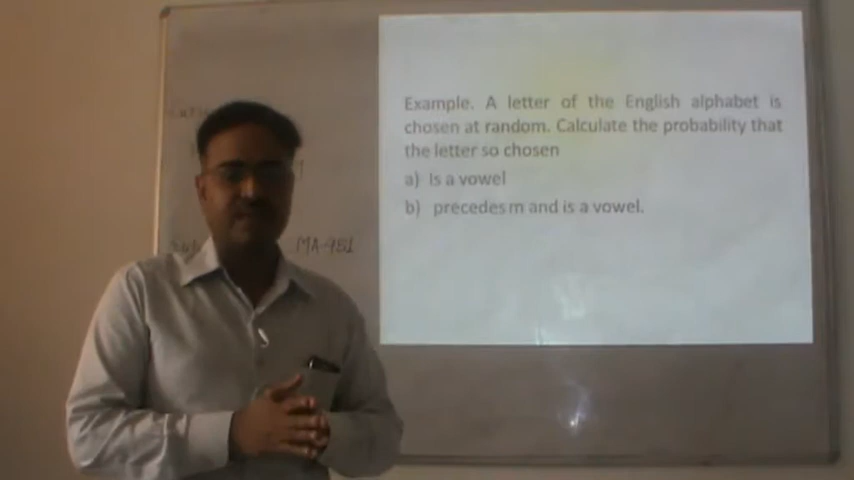 Example. A letter of the English alphabet is
chosen at random. Calculate the probability that
the letter so chosen
a) Is a vowel
b) precedes m and is a vowel.
MA-481